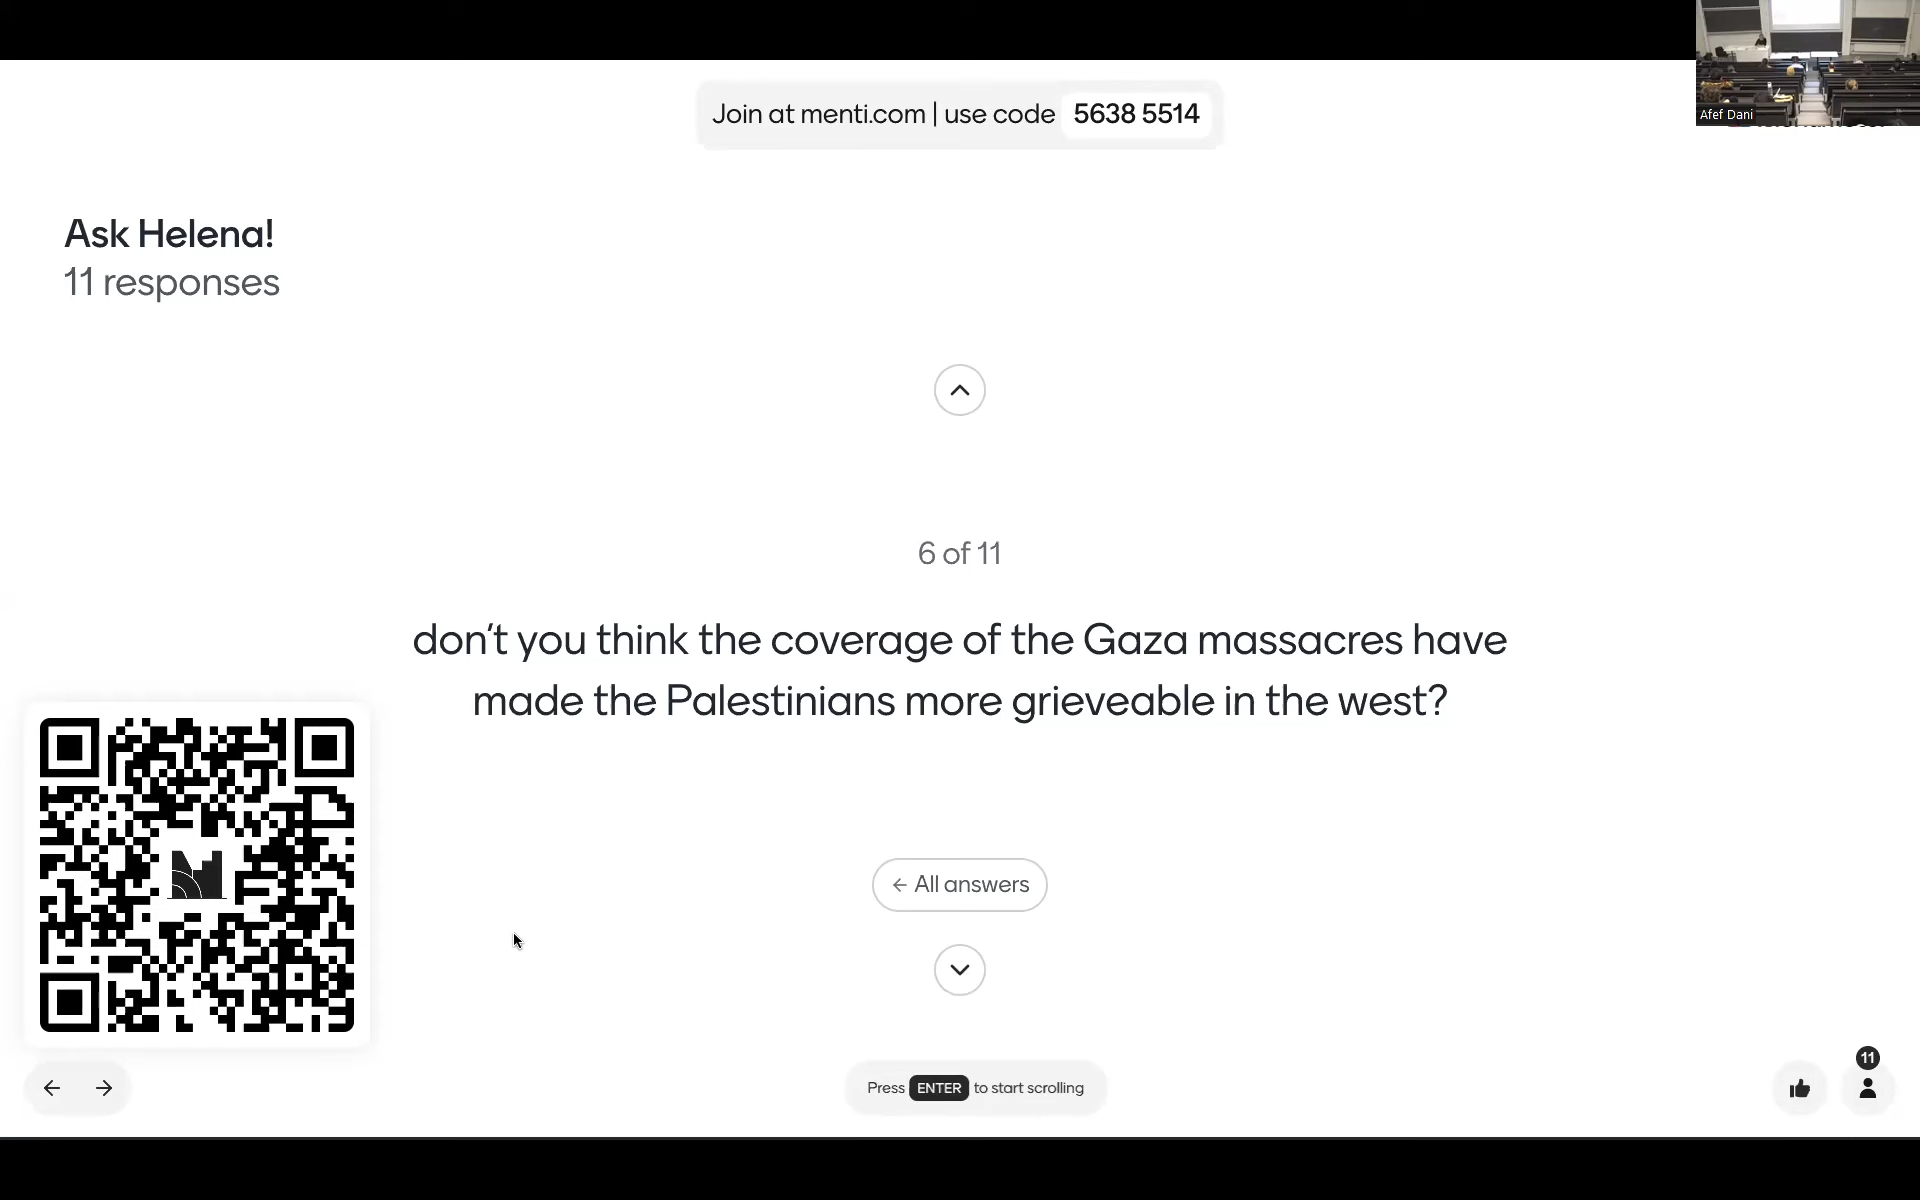 Join at menti.com | use code 5638 5514
Afef Dani
Ask Helena!
11 responses
6 of 11
don't you think the coverage of the Gaza massacres have
made the Palestinians more grieveable in the west?
← All answers
Press ENTER to start scrolling
11